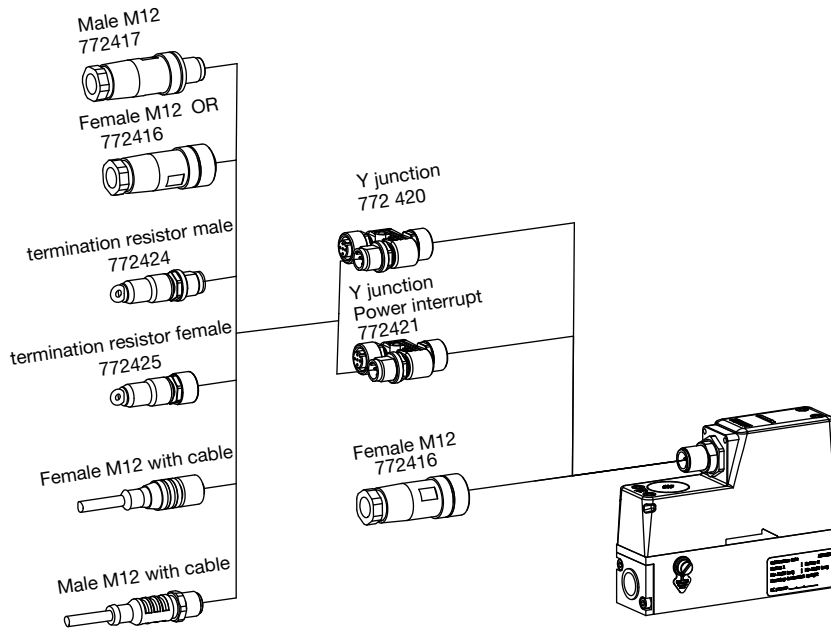 Male M12
772417
Female M12 OR
772416
termination resistor male
772424
termination resistor female
772425
Female M12 with cable
Male M12 with cable
Y junction
772 420
Y junction
Power interrupt
772421
Female M12
772416